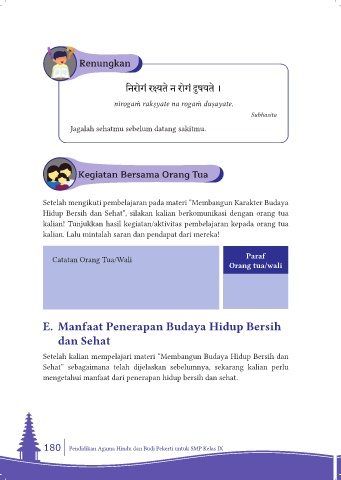 Renungkan
निरोगं रक्ष्यते न रोगं दुषयते ।
nirogaṁ rakṣyate na rogaṁ duṣayate.
Subhasita
Jagalah sehatmu sebelum datang sakitmu.
Kegiatan Bersama Orang Tua
Setelah mengikuti pembelajaran pada materi "Membangun Karakter Budaya
Hidup Bersih dan Sehat", silakan kalian berkomunikasi dengan orang tua
kalian! Tunjukkan hasil kegiatan/aktivitas pembelajaran kepada orang tua
kalian. Lalu mintalah saran dan pendapat dari mereka!
Catatan Orang Tua/Wali
Paraf
Orang tua/wali
E. Manfaat Penerapan Budaya Hidup Bersih
dan Sehat
Setelah kalian mempelajari materi "Membangun Budaya Hidup Bersih dan
Sehat" sebagaimana telah dijelaskan sebelumnya, sekarang kalian perlu
mengetahui manfaat dari penerapan hidup bersih dan sehat.
180 Pendidikan Agama Hindu dan Budi Pekerti untuk SMP Kelas IX